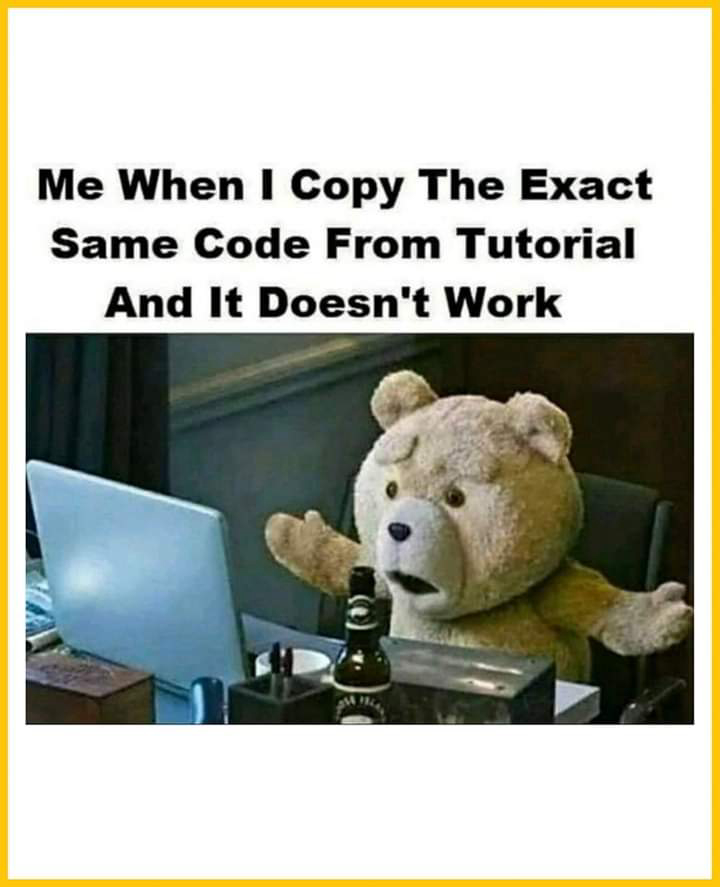 Me When I Copy The Exact
Same Code From Tutorial
And It Doesn't Work